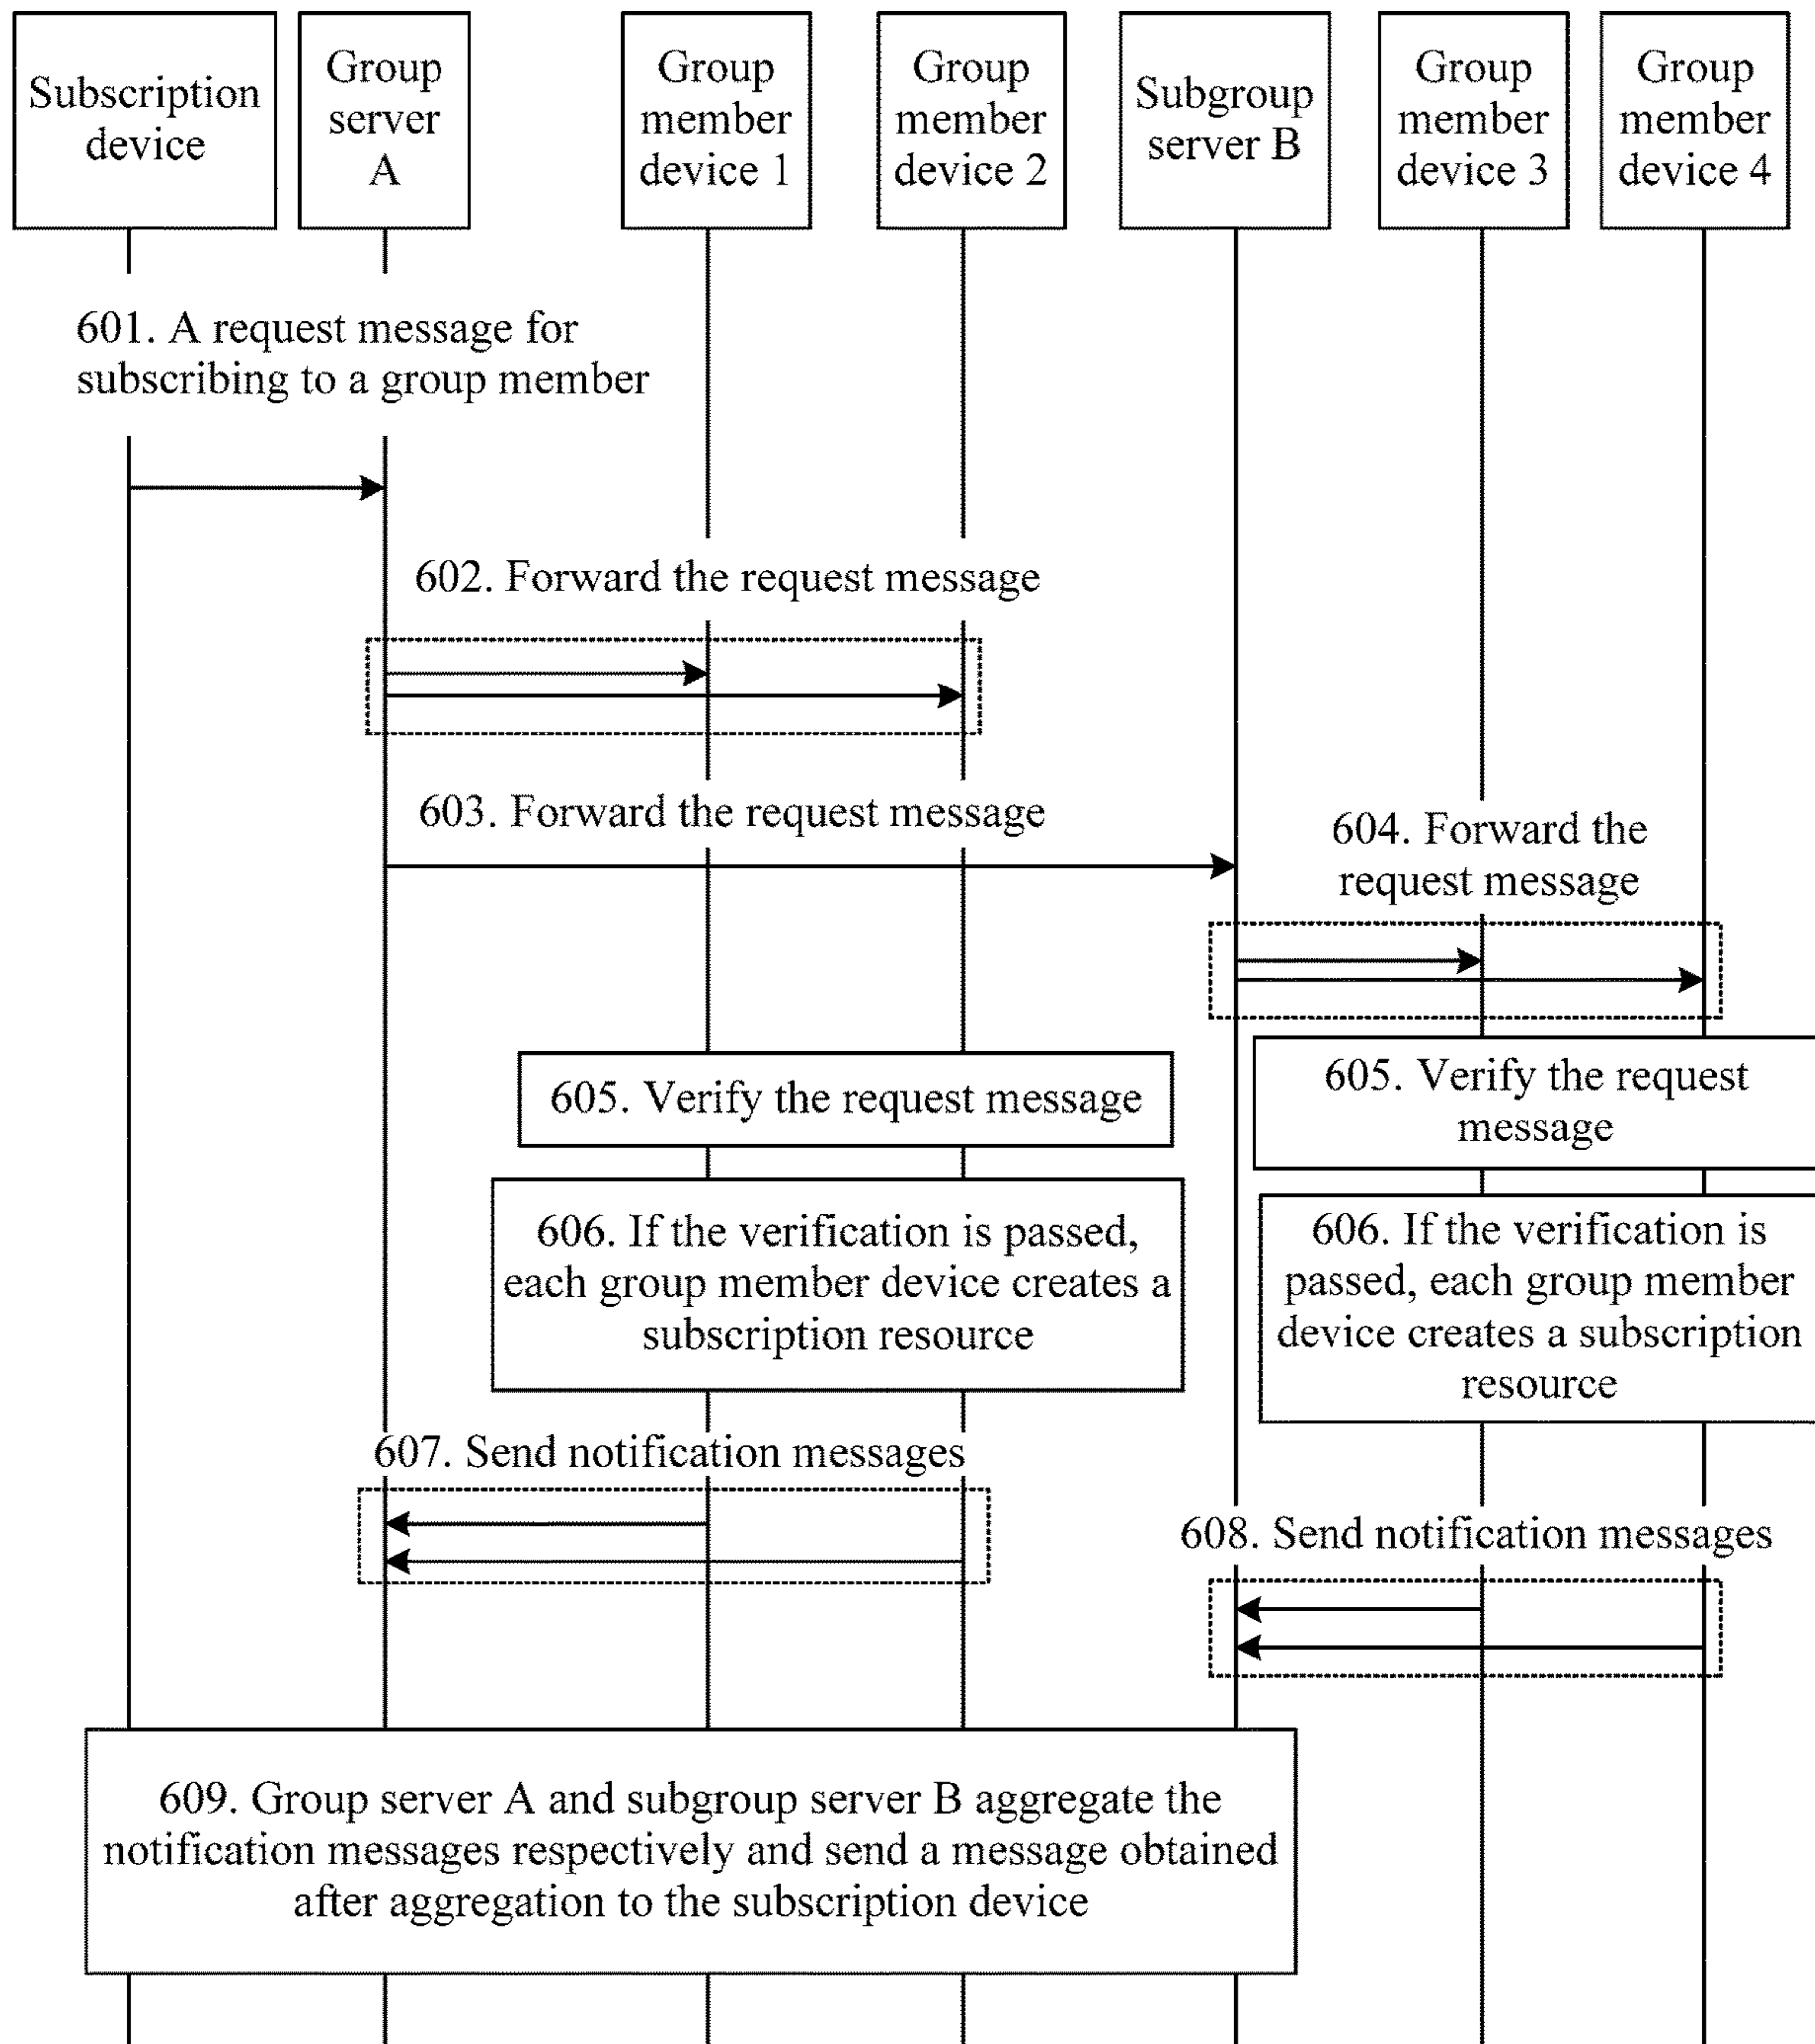 Subscription
device
Group
server
A
Group
member
device 1
Group
member
device 2
Subgroup
server B
Group
member
device 3
Group
member
device 4
601. A request message for
subscribing to a group member
602. Forward the request message
603. Forward the request message
604. Forward the
request message
605. Verify the request message
605. Verify the request
message
606. If the verification is passed,
each group member device creates a
subscription resource
606. If the verification is
passed, each group member
device creates a subscription
resource
607. Send notification messages
608. Send notification messages
609. Group server A and subgroup server B aggregate the
notification messages respectively and send a message obtained
after aggregation to the subscription device